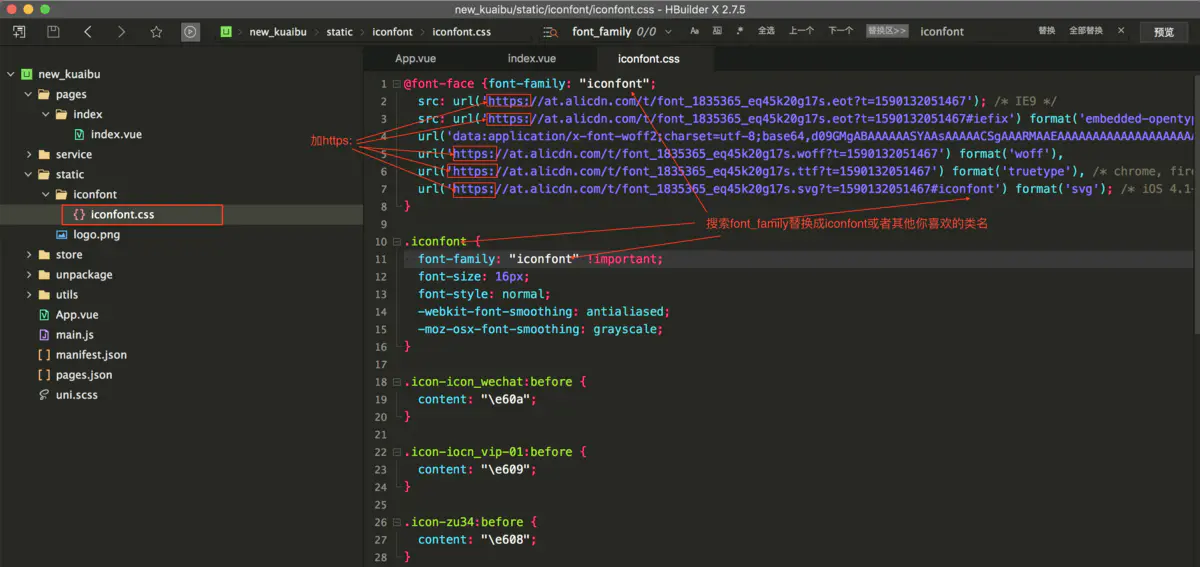 new_kuaibu/static/iconfont/iconfont.css - HBuilder X 2.7.5
new_kuaibu static iconfont iconfont.css font_family 0/0 Aa 全选 上一个 下一个 替换区>> iconfont 替换 全部替换 × 预览
App.vue index.vue iconfont.css
new_kuaibu
pages
index
index.vue
service
static
iconfont
{} iconfont.css
logo.png
store
unpackage
utils
App.vue
main.js
[ ] manifest.json
[ ] pages.json
uni.scss
1 @font-face {font-family: "iconfont";
2 src: url('https://at.alicdn.com/t/font_1835365_eq45k20g17s.eot?t=1590132051467'); /* IE9 */
3 src: url('https://at.alicdn.com/t/font_1835365_eq45k20g17s.eot?t=1590132051467#iefix') format('embedded-opentyp
4 url('data:application/x-font-woff2;charset=utf-8;base64,d09GMgABAAAAAASYAAsAAAAACSgAAARMAAEAAAAAAAAAAAAAAAAAAA
加https:
5 url('https://at.alicdn.com/t/font_1835365_eq45k20g17s.woff?t=1590132051467') format('woff'),
6 url('https://at.alicdn.com/t/font_1835365_eq45k20g17s.ttf?t=1590132051467') format('truetype'), /* chrome, fire
7 url('https://at.alicdn.com/t/font_1835365_eq45k20g17s.svg?t=1590132051467#iconfont') format('svg'); /* iOS 4.1-
8 }
9 搜索font_family替换成iconfont或者其他你喜欢的类名
10 .iconfont {
11 font-family: "iconfont" !important;
12 font-size: 16px;
13 font-style: normal;
14 -webkit-font-smoothing: antialiased;
15 -moz-osx-font-smoothing: grayscale;
16 }
17
18 .icon-icon_wechat:before {
19 content: "\e60a";
20 }
21
22 .icon-iocn_vip-01:before {
23 content: "\e609";
24 }
25
26 .icon-zu34:before {
27 content: "\e608";
28 }